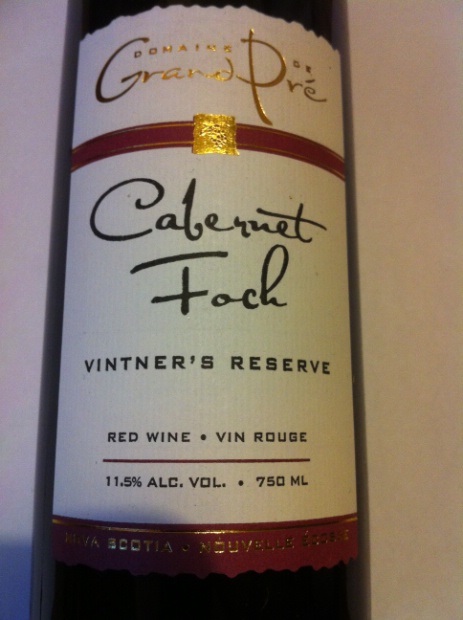 DOMAINE DE
Grand Pré
Cabernet
Foch
VINTNER'S RESERVE
RED WINE • VIN ROUGE
11.5% ALC. VOL. • 750 ML
NOVA SCOTIA • NOUVELLE ÉCOSSE